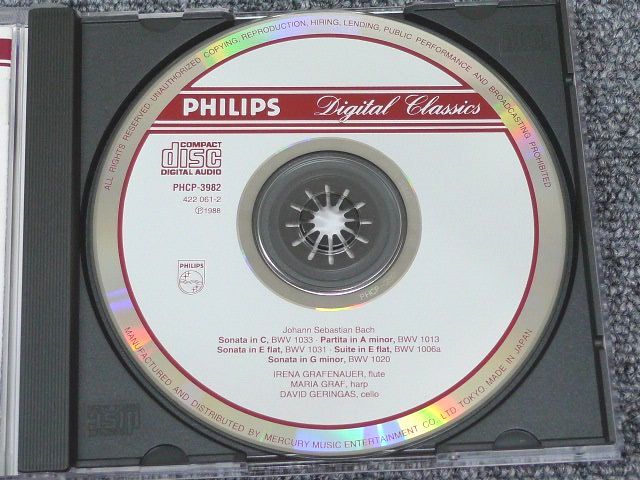 ALL RIGHTS RESERVED. UNAUTHORIZED COPYING, REPRODUCTION, HIRING, LENDING, PUBLIC PERFORMANCE AND BROADCASTING PROHIBITED
PHILIPS Digital Classics
COMPACT
disc
DIGITAL AUDIO
PHCP-3982
422 061-2
Ⓟ1988
PHILIPS
PHCP
Johann Sebastian Bach
Sonata in C, BWV 1033 · Partita in A minor, BWV 1013
Sonata in E flat, BWV 1031 · Suite in E flat, BWV 1006a
Sonata in G minor, BWV 1020
IRENA GRAFENAUER, flute
MARIA GRAF, harp
DAVID GERINGAS, cello
MANUFACTURED AND DISTRIBUTED BY MERCURY MUSIC ENTERTAINMENT CO., LTD. TOKYO. MADE IN JAPAN